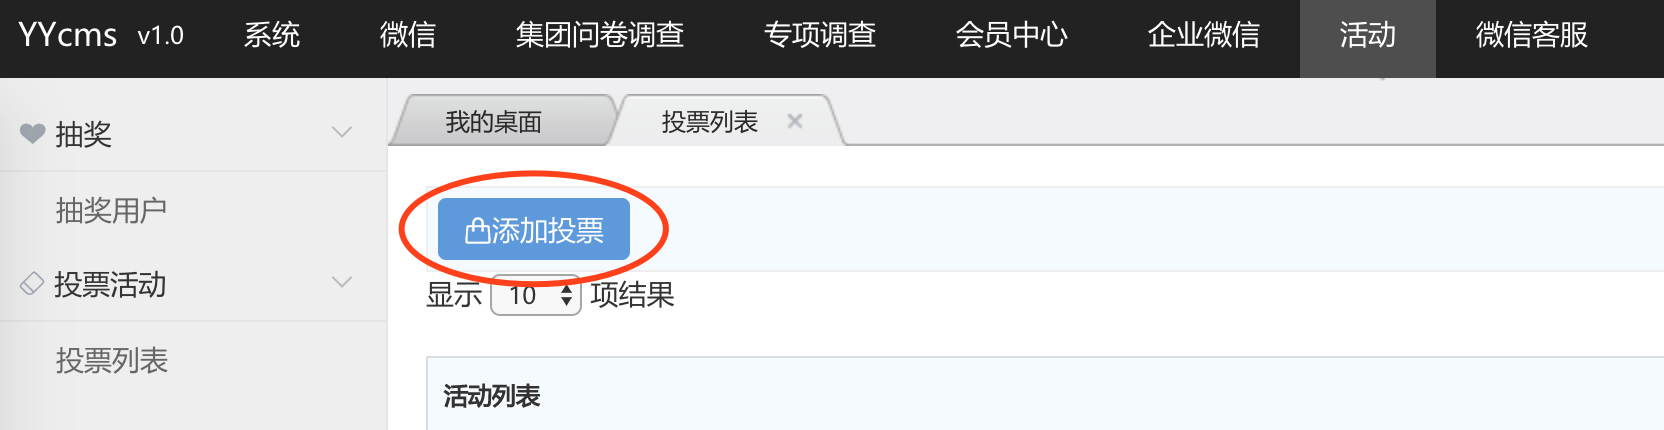 YYcms v1.0 系统 微信 集团问卷调查 专项调查 会员中心 企业微信 活动 微信客服
抽奖
抽奖用户
投票活动
投票列表
我的桌面 投票列表
添加投票
显示 10 项结果
活动列表